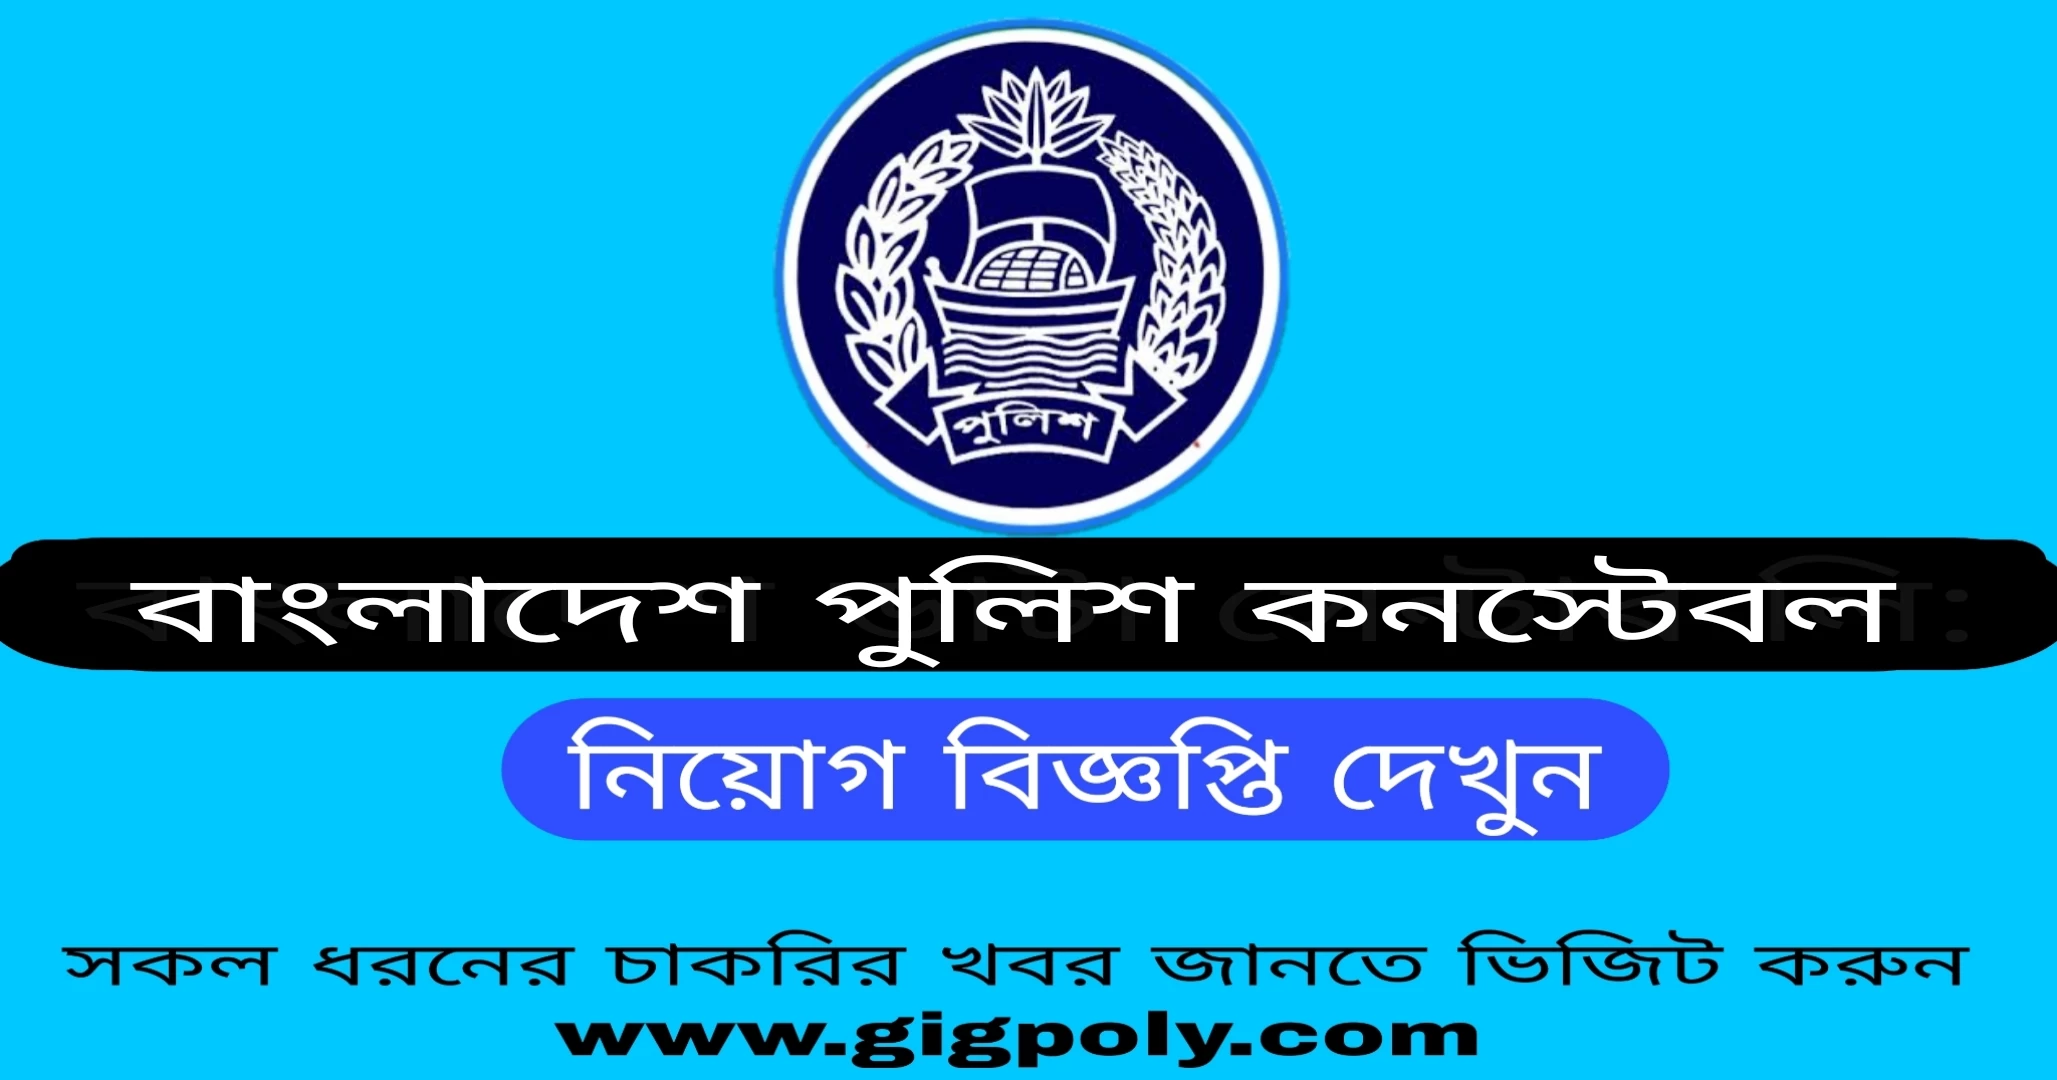 পুলিশ
বাংলাদেশ পুলিশ কনস্টেবল
নিয়োগ বিজ্ঞপ্তি দেখুন
সকল ধরনের চাকরির খবর জানতে ভিজিট করুন
www.gigpoly.com